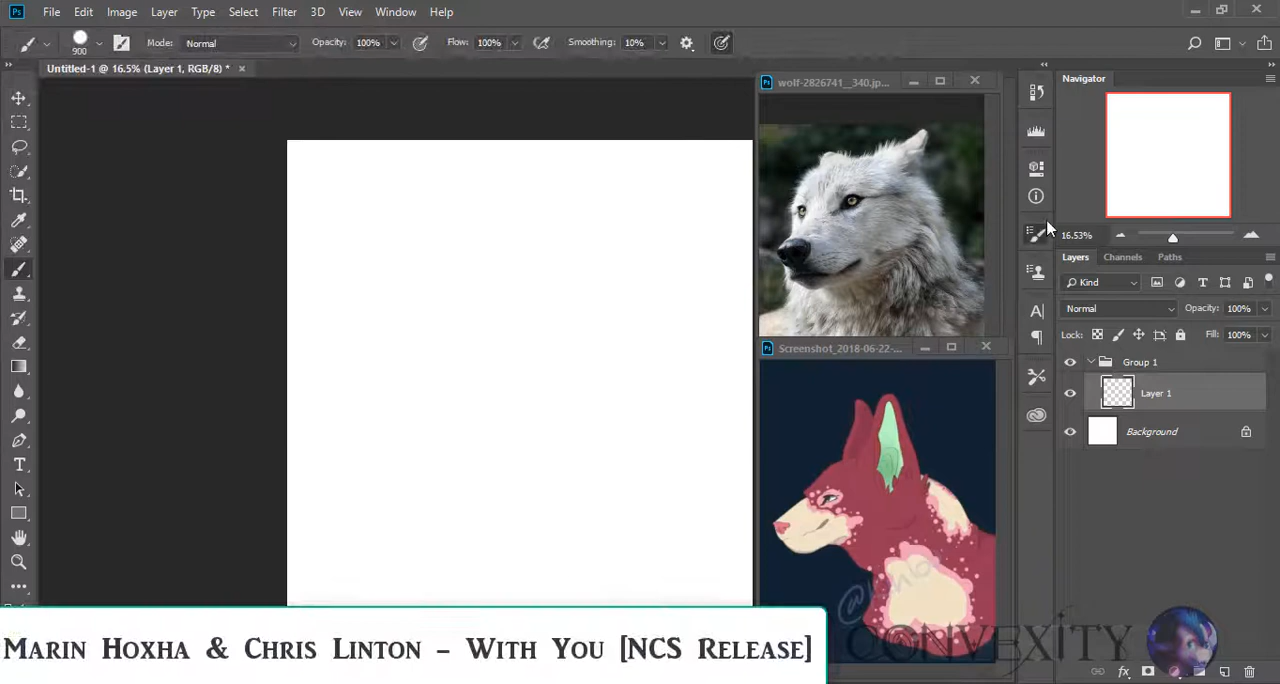 File Edit Image Layer Type Select Filter 3D View Window Help
900 Mode: Normal Opacity: 100% Flow: 100% Smoothing: 10%
Untitled-1 @ 16.5% (Layer 1, RGB/8) *
wolf-2826741__340.jp...
Screenshot_2018-06-22-...
Navigator
16.53%
Layers Channels Paths
Kind
Normal Opacity: 100%
Lock: Fill: 100%
Group 1
Layer 1
Background
Marin Hoxha & Chris Linton - With You [NCS Release]
CONVEXITY